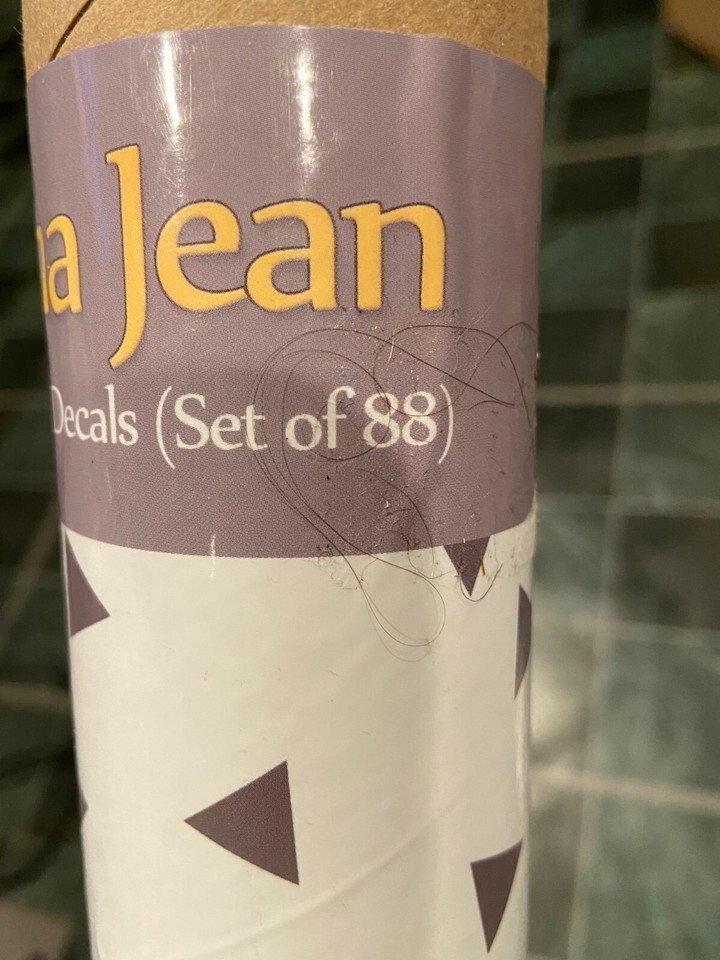 Jean
Decals (Set of 88)